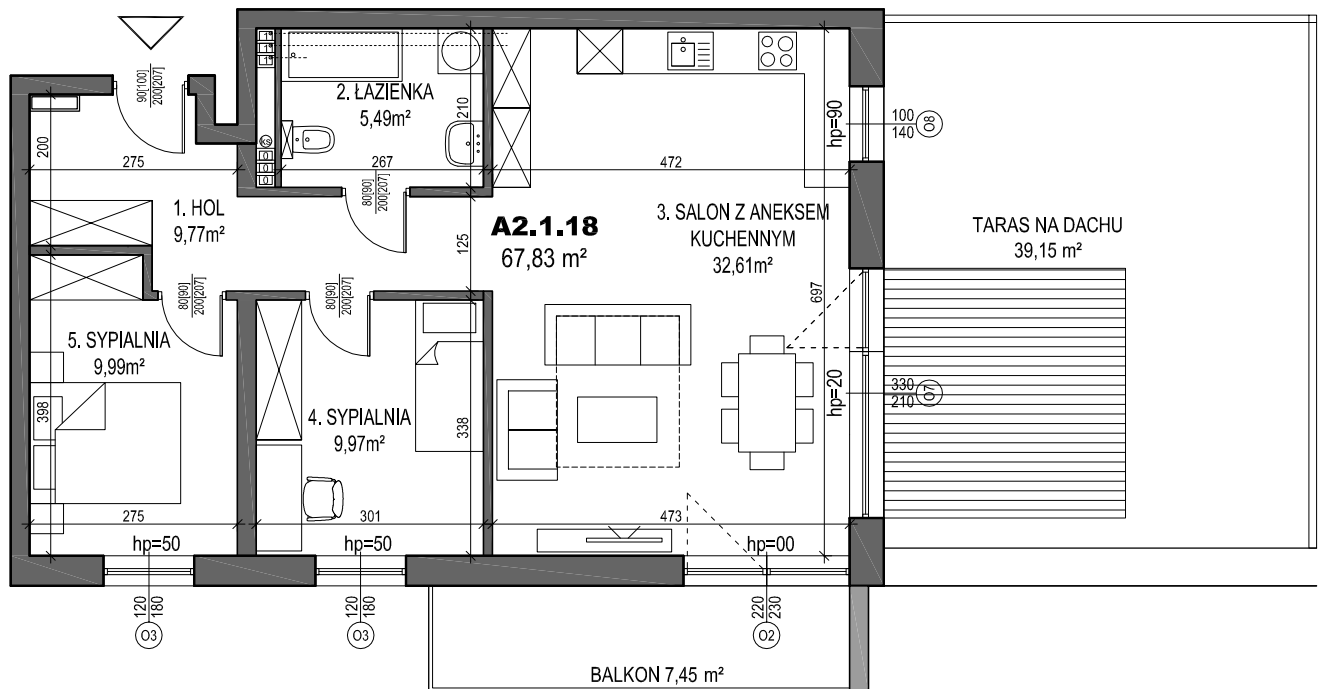 90[100]
200[207]
200
275
1. HOL
9,77m²
2. ŁAZIENKA
5,49m²
210
267
80[90]
200[207]
125
A2.1.18
67,83 m²
472
3. SALON Z ANEKSEM
KUCHENNYM
32,61m²
697
hp=90
100
140
O8
TARAS NA DACHU
39,15 m²
hp=20
330
210
O7
80[90]
200[207]
80[90]
200[207]
5. SYPIALNIA
9,99m²
398
275
hp=50
4. SYPIALNIA
9,97m²
338
301
hp=50
473
hp=00
120
180
O3
120
180
O3
220
230
O2
BALKON 7,45 m²